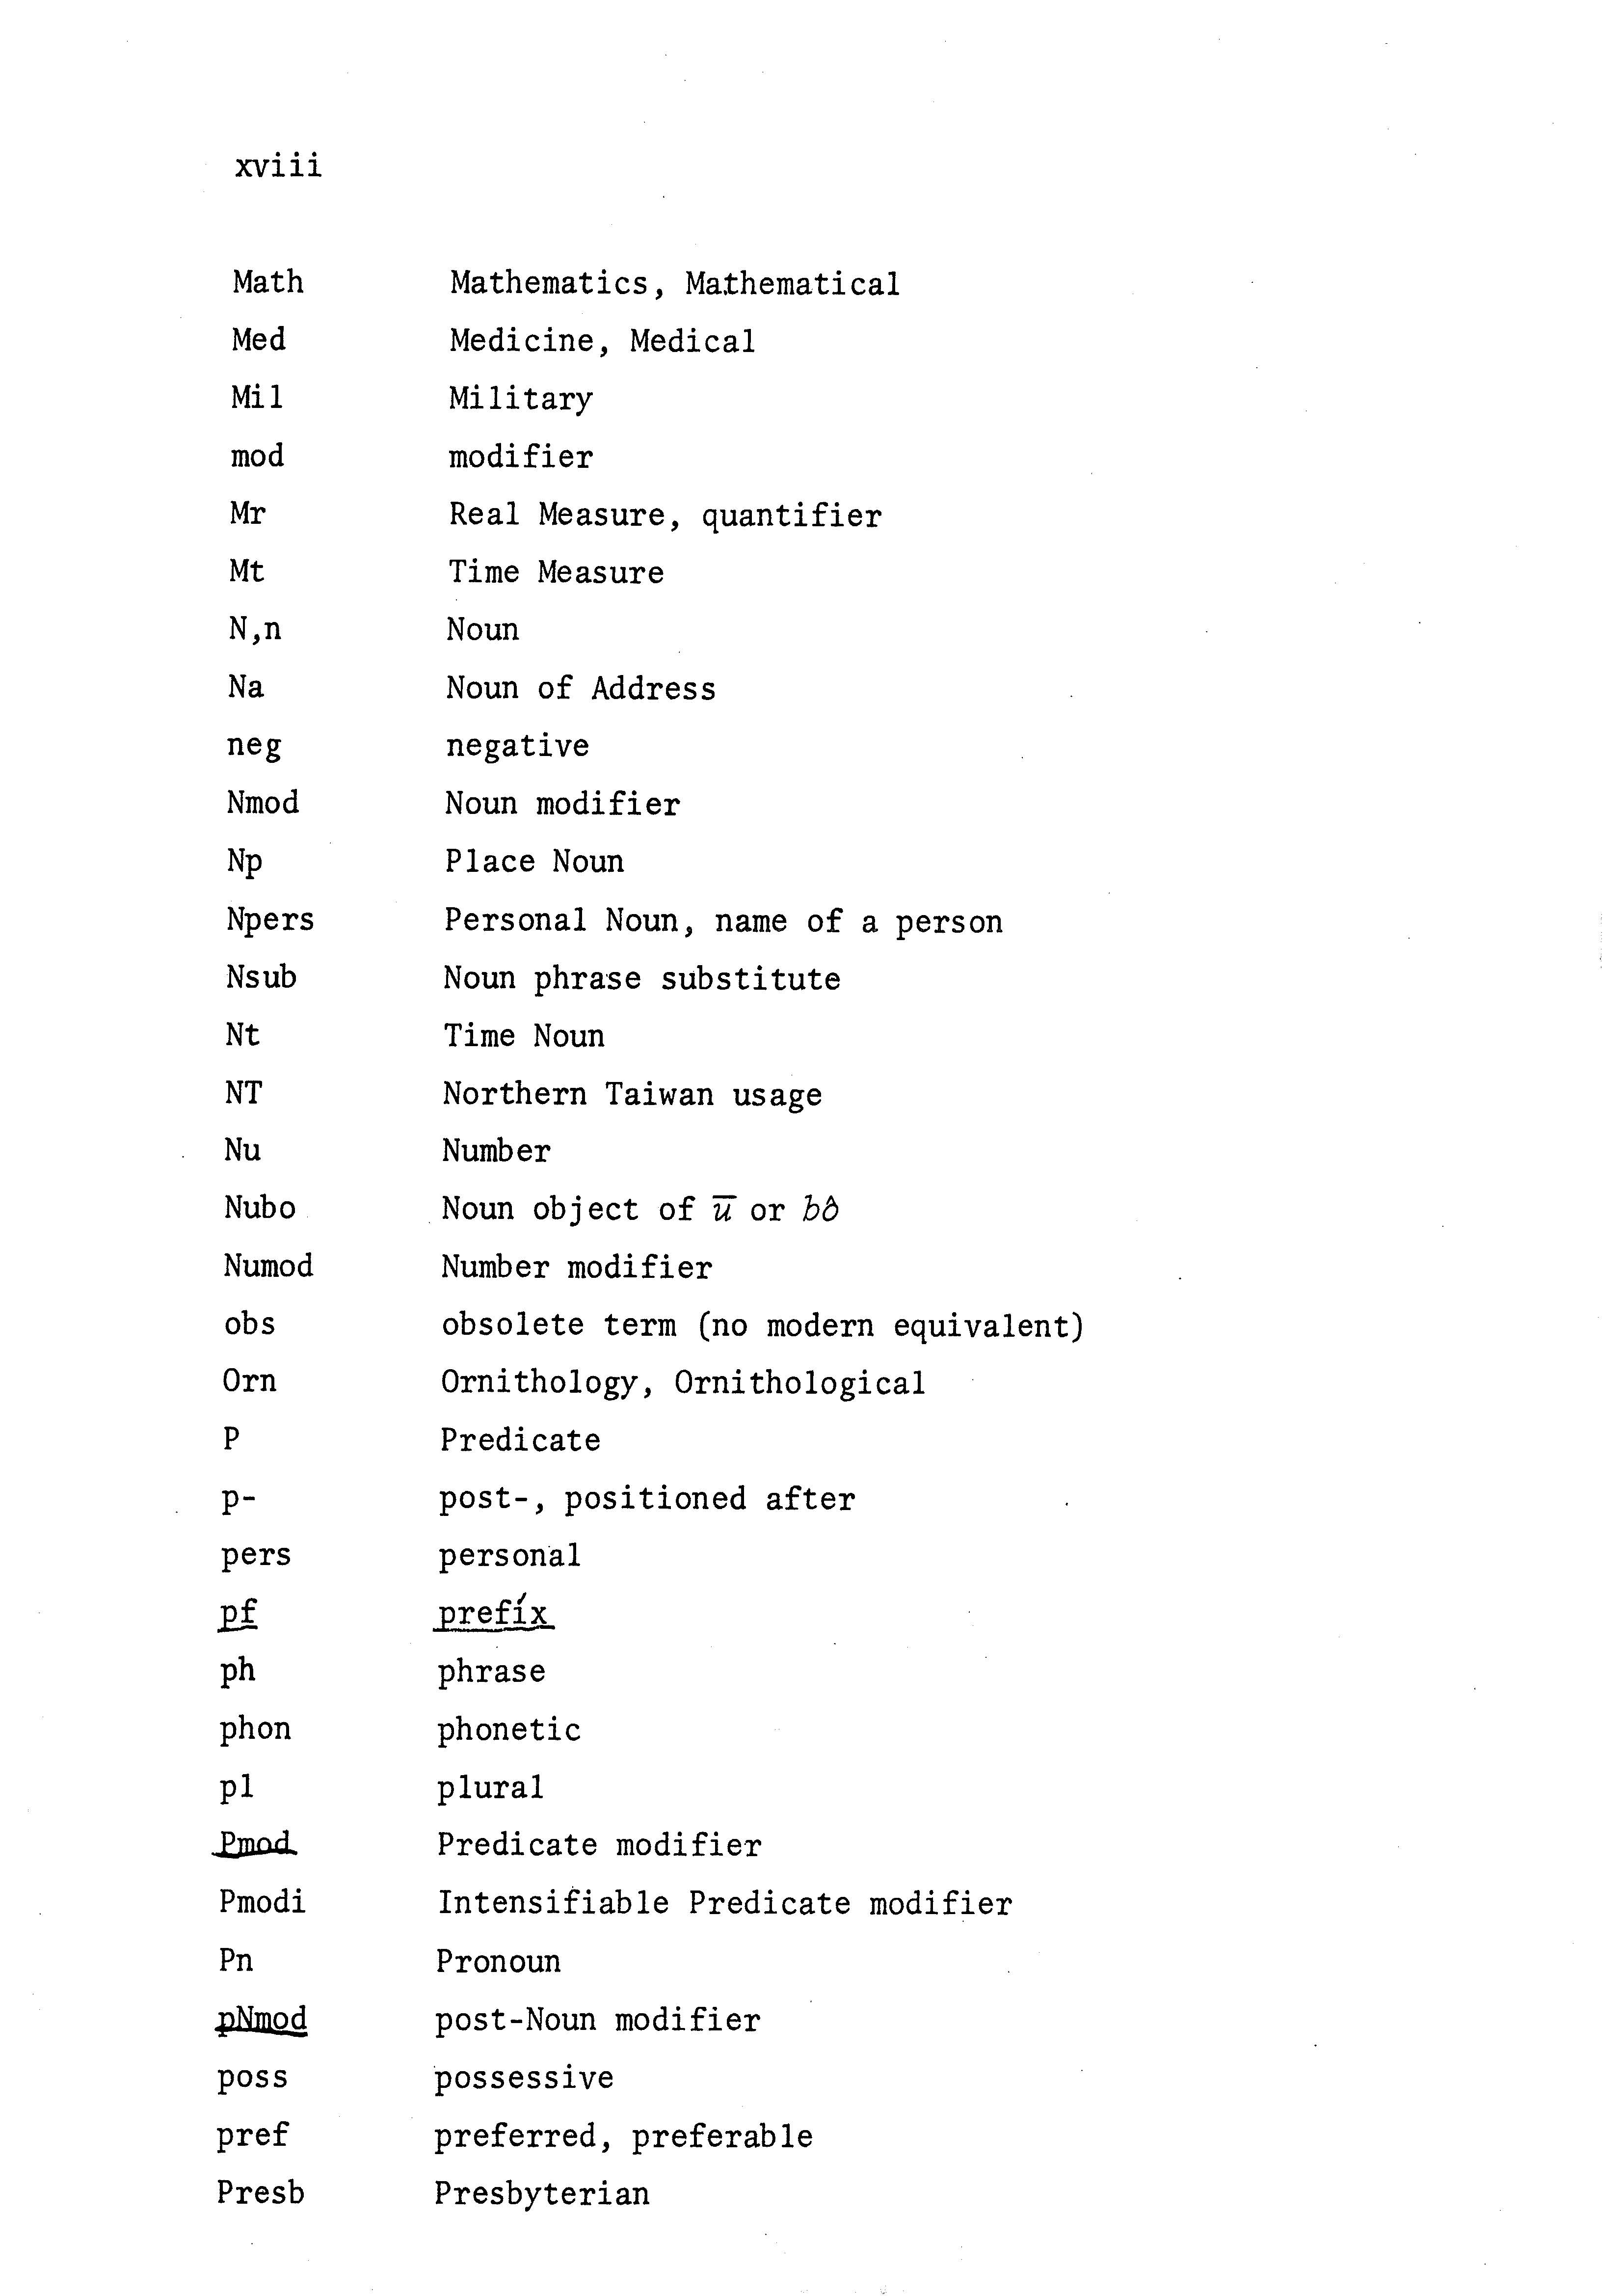 xviii
Math Mathematics, Mathematical
Med Medicine, Medical
Mil Military
mod modifier
Mr Real Measure, quantifier
Mt Time Measure
N,n Noun
Na Noun of Address
neg negative
Nmod Noun modifier
Np Place Noun
Npers Personal Noun, name of a person
Nsub Noun phrase substitute
Nt Time Noun
NT Northern Taiwan usage
Nu Number
Nubo Noun object of ū or bô
Numod Number modifier
obs obsolete term (no modern equivalent)
Orn Ornithology, Ornithological
P Predicate
p- post-, positioned after
pers personal
pf prefix
ph phrase
phon phonetic
pl plural
Pmod Predicate modifier
Pmodi Intensifiable Predicate modifier
Pn Pronoun
pNmod post-Noun modifier
poss possessive
pref preferred, preferable
Presb Presbyterian